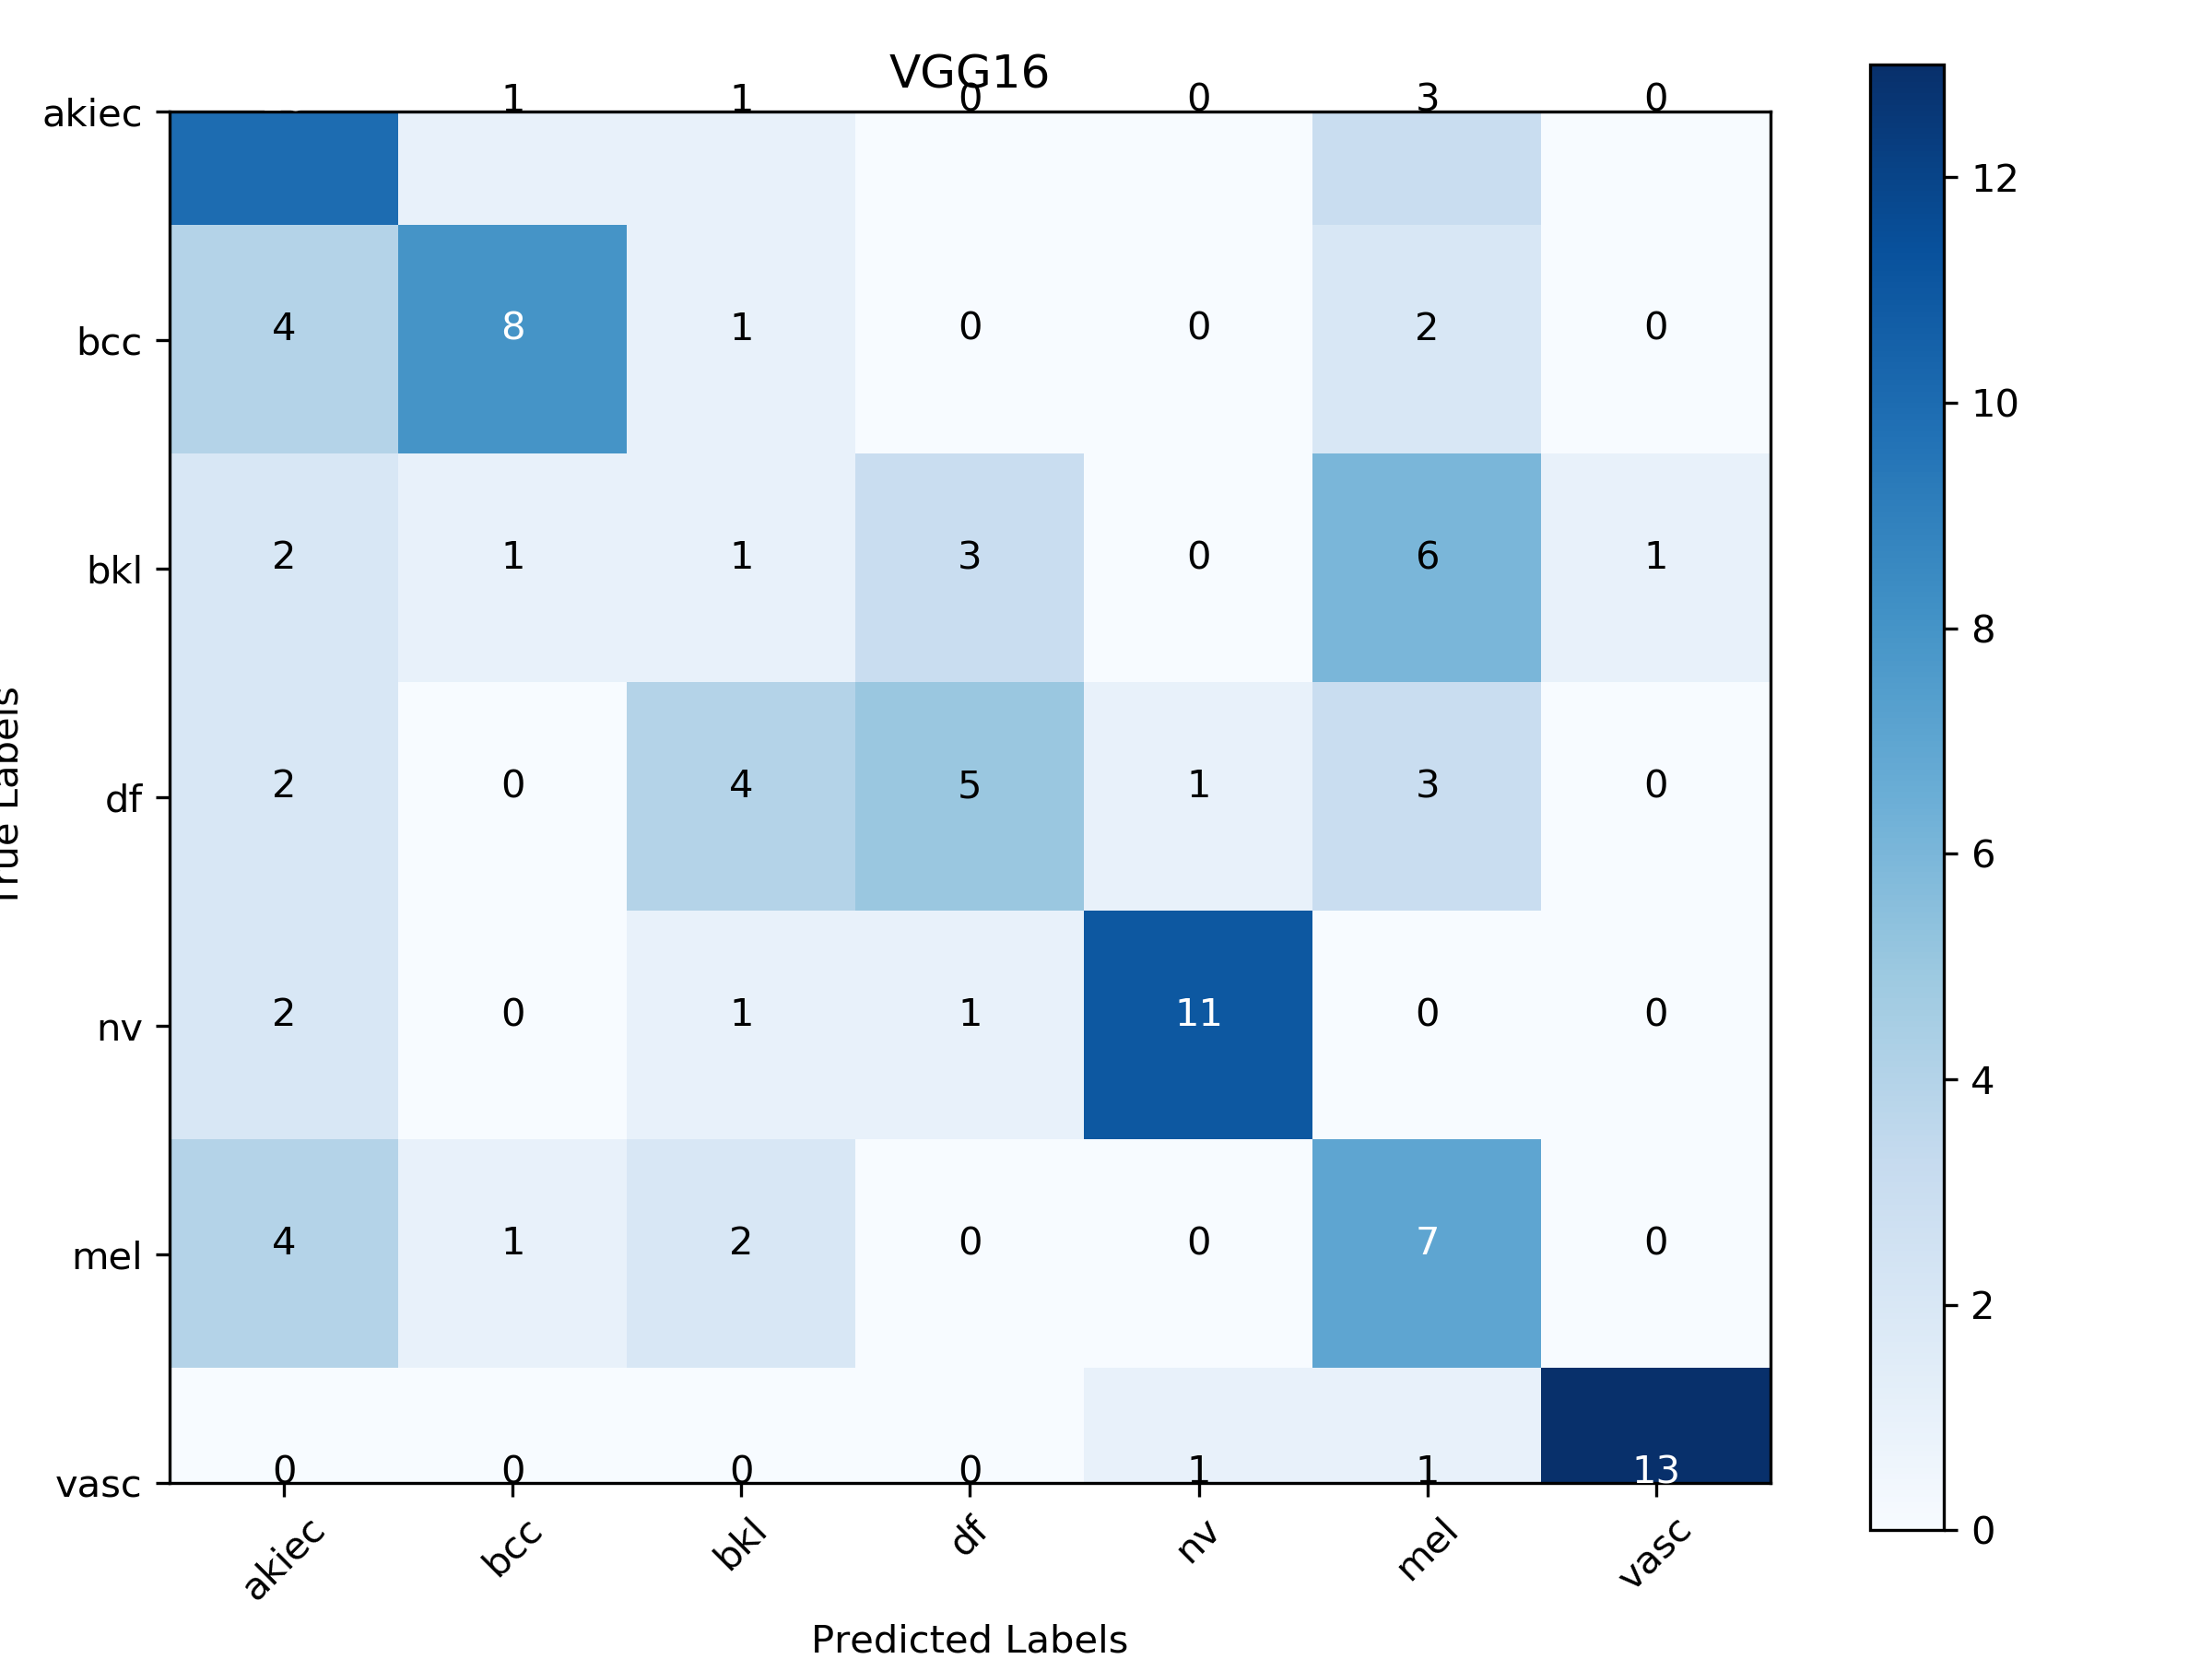 VGG16
akiec 1 1 0 0 3 0
bcc 4 8 1 0 0 2 0
bkl 2 1 1 3 0 6 1
df 2 0 4 5 1 3 0
nv 2 0 1 1 11 0 0
mel 4 1 2 0 0 7 0
vasc 0 0 0 0 1 1 13
akiec bcc bkl df nv mel vasc
Predicted Labels
True Labels
12
10
8
6
4
2
0